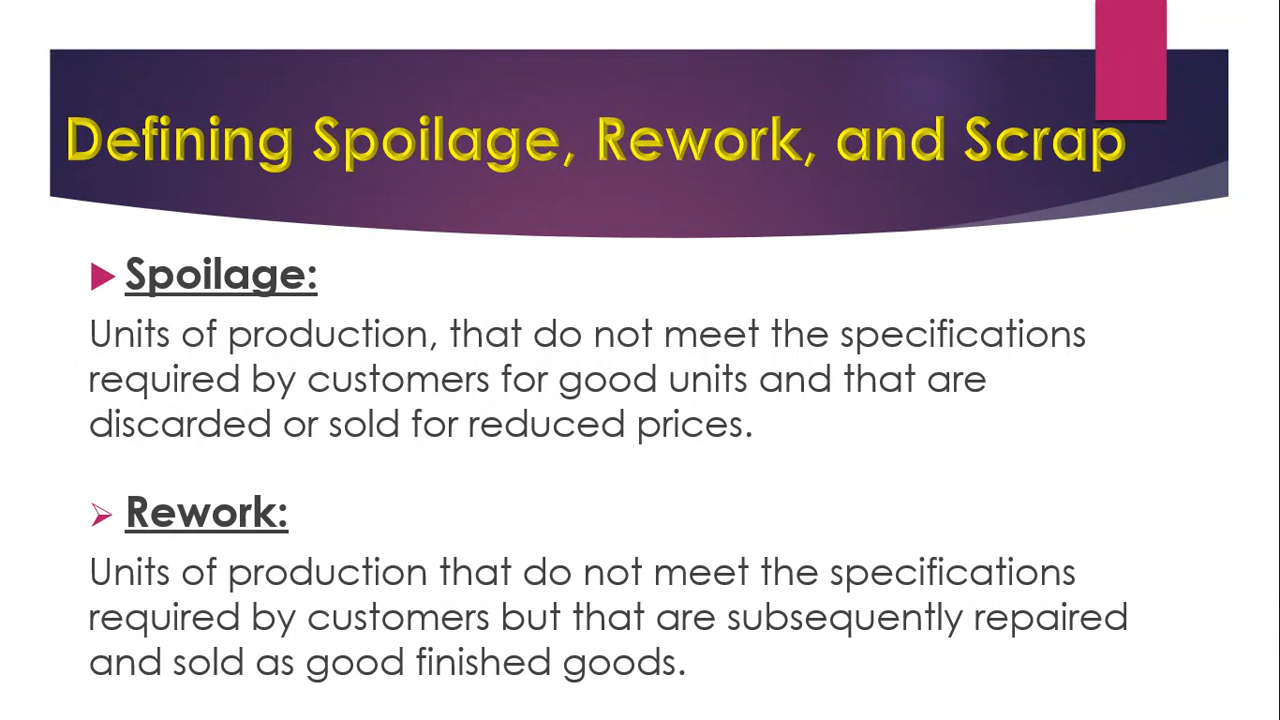 Defining Spoilage, Rework, and Scrap
Spoilage:
Units of production, that do not meet the specifications
required by customers for good units and that are
discarded or sold for reduced prices.
Rework:
Units of production that do not meet the specifications
required by customers but that are subsequently repaired
and sold as good finished goods.